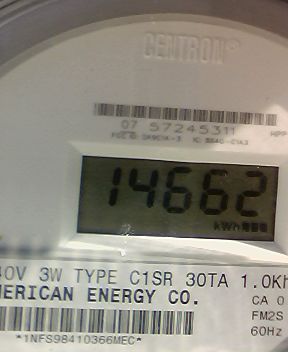 CENTRON®
07 57245311
14662
kWh
40V 3W TYPE C1SR 30TA 1.0Kh
MERICAN ENERGY CO.
CA 0
FM2S
60Hz
*1NFS98410366MEC*